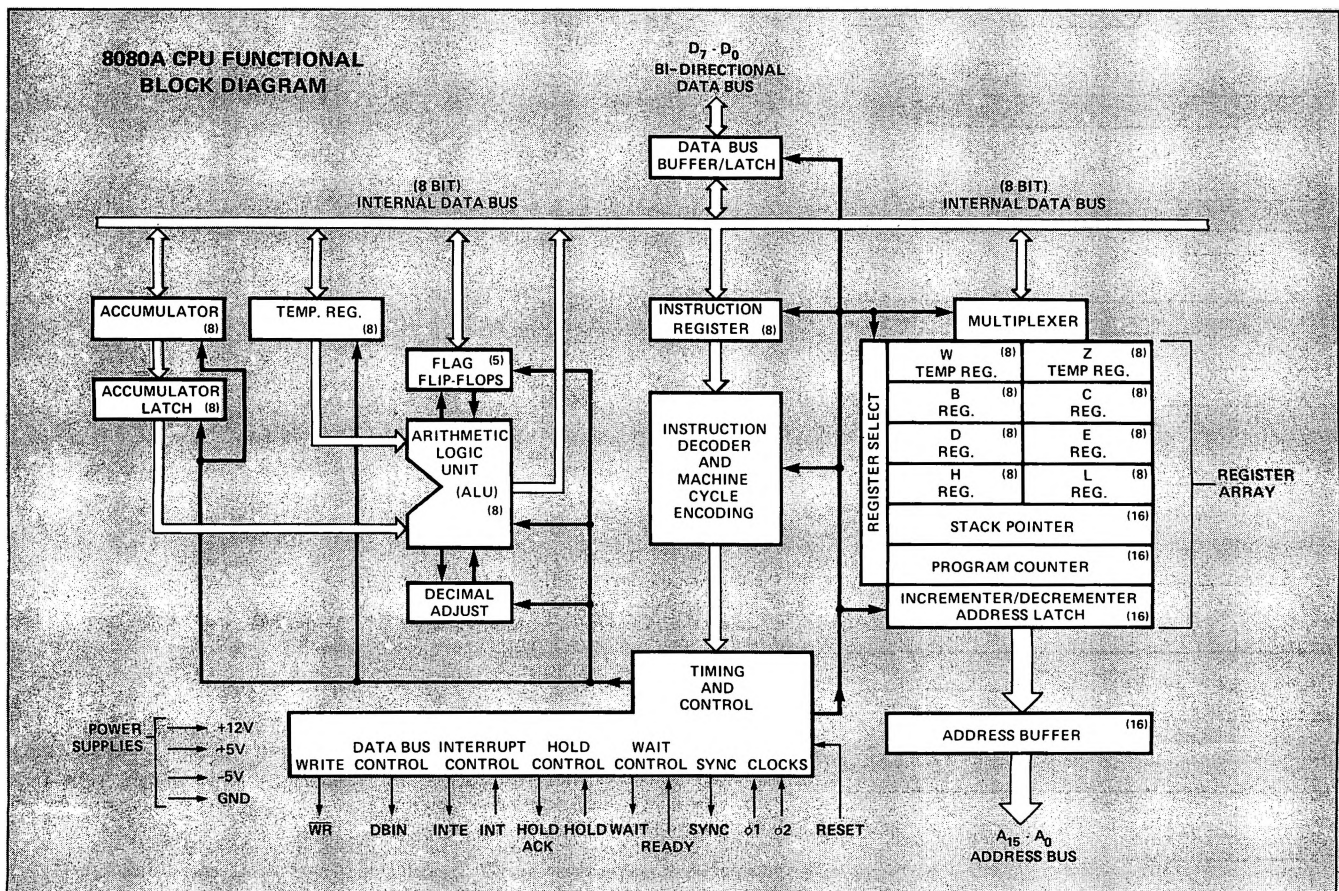 8080A CPU FUNCTIONAL
BLOCK DIAGRAM
D7 - D0
BI-DIRECTIONAL
DATA BUS
DATA BUS
BUFFER/LATCH
(8 BIT)
INTERNAL DATA BUS
(8 BIT)
INTERNAL DATA BUS
ACCUMULATOR
(8)
TEMP. REG.
(8)
INSTRUCTION
REGISTER (8)
MULTIPLEXER
FLAG (5)
FLIP-FLOPS
ACCUMULATOR
LATCH (8)
ARITHMETIC
LOGIC
UNIT
(ALU)
(8)
DECIMAL
ADJUST
INSTRUCTION
DECODER
AND
MACHINE
CYCLE
ENCODING
REGISTER SELECT
W (8)
TEMP REG.
Z (8)
TEMP REG.
B (8)
REG.
C (8)
REG.
D (8)
REG.
E (8)
REG.
H (8)
REG.
L (8)
REG.
STACK POINTER (16)
PROGRAM COUNTER (16)
INCREMENTER/DECREMENTER
ADDRESS LATCH (16)
REGISTER
ARRAY
TIMING
AND
CONTROL
POWER
SUPPLIES
+12V
+5V
-5V
GND
WRITE
DATA BUS
CONTROL
INTERRUPT
CONTROL
HOLD
CONTROL
WAIT
CONTROL
SYNC
CLOCKS
W̅R̅
DBIN
INTE
INT
HOLD
ACK
HOLD
WAIT
READY
SYNC
ϕ1
ϕ2
RESET
ADDRESS BUFFER (16)
A15 - A0
ADDRESS BUS